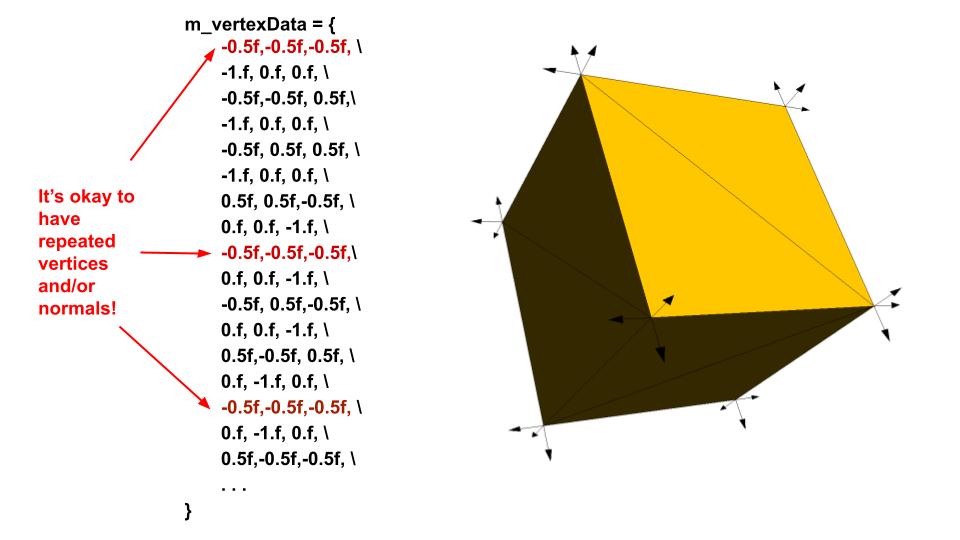 m_vertexData = {
-0.5f,-0.5f,-0.5f, \
-1.f, 0.f, 0.f, \
-0.5f,-0.5f, 0.5f,\
-1.f, 0.f, 0.f, \
-0.5f, 0.5f, 0.5f, \
-1.f, 0.f, 0.f, \
0.5f, 0.5f,-0.5f, \
0.f, 0.f, -1.f, \
-0.5f,-0.5f,-0.5f,\
0.f, 0.f, -1.f, \
-0.5f, 0.5f,-0.5f, \
0.f, 0.f, -1.f, \
0.5f,-0.5f, 0.5f, \
0.f, -1.f, 0.f, \
-0.5f,-0.5f,-0.5f, \
0.f, -1.f, 0.f, \
0.5f,-0.5f,-0.5f, \
. . .
}
It's okay to
have
repeated
vertices
and/or
normals!